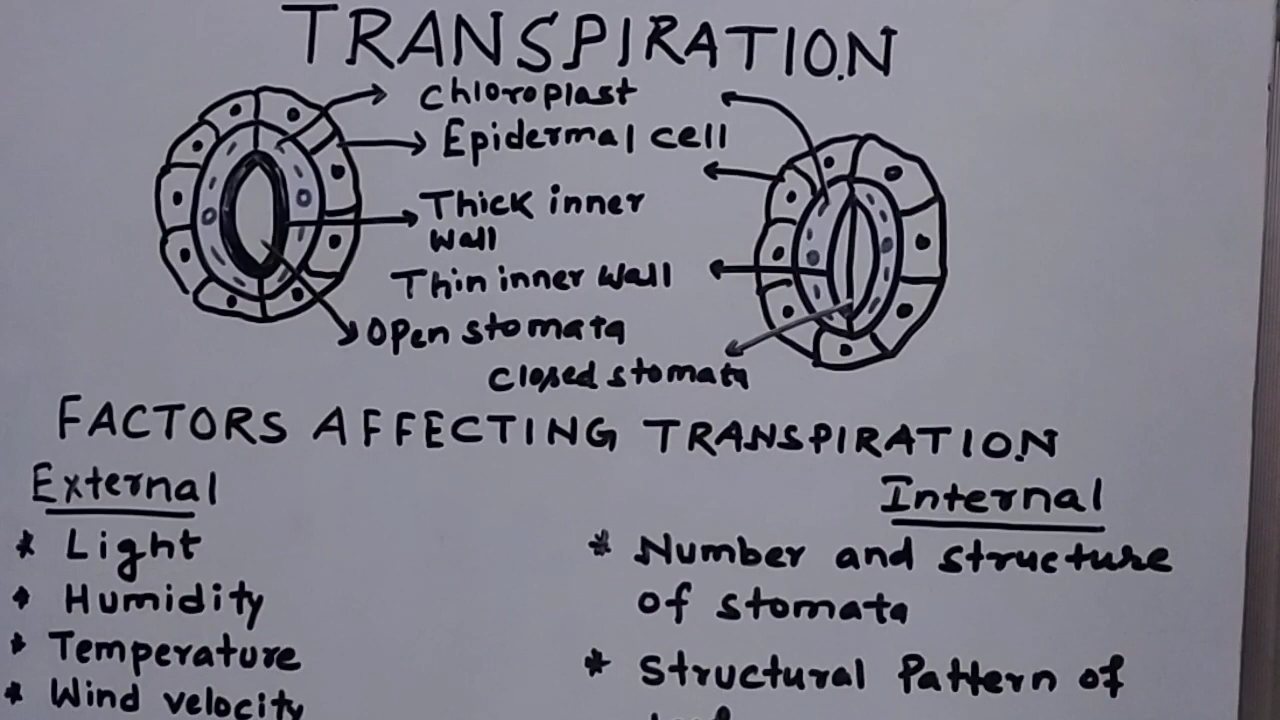 TRANSPIRATION
Chloroplast
Epidermal cell
Thick inner
wall
Thin inner wall
Open stomata
Closed stomata
FACTORS AFFECTING TRANSPIRATION
External
* Light
* Humidity
* Temperature
* Wind velocity
Internal
* Number and structure
of stomata
* Structural Pattern of